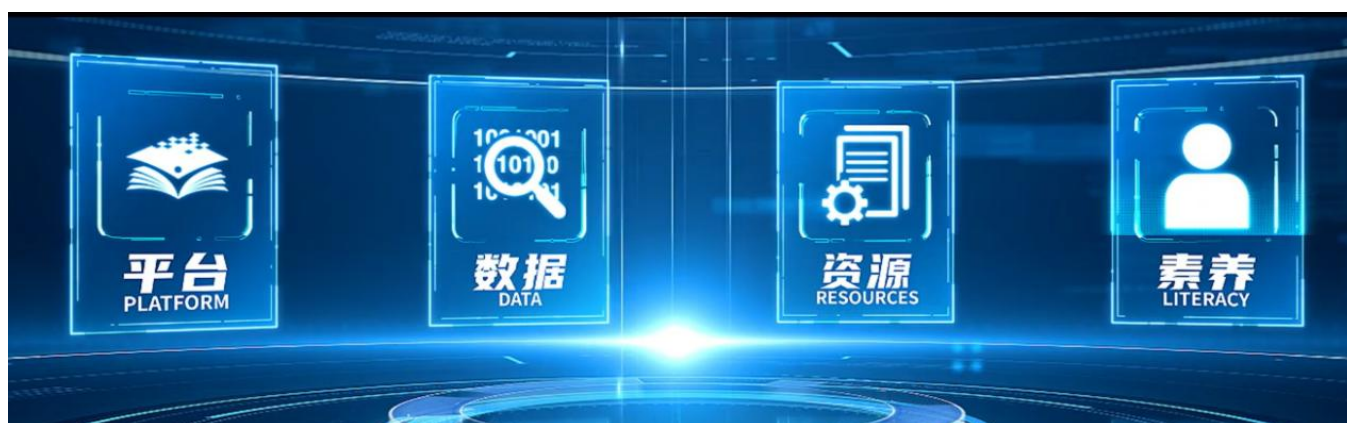 平台
PLATFORM
数据
DATA
资源
RESOURCES
素养
LITERACY